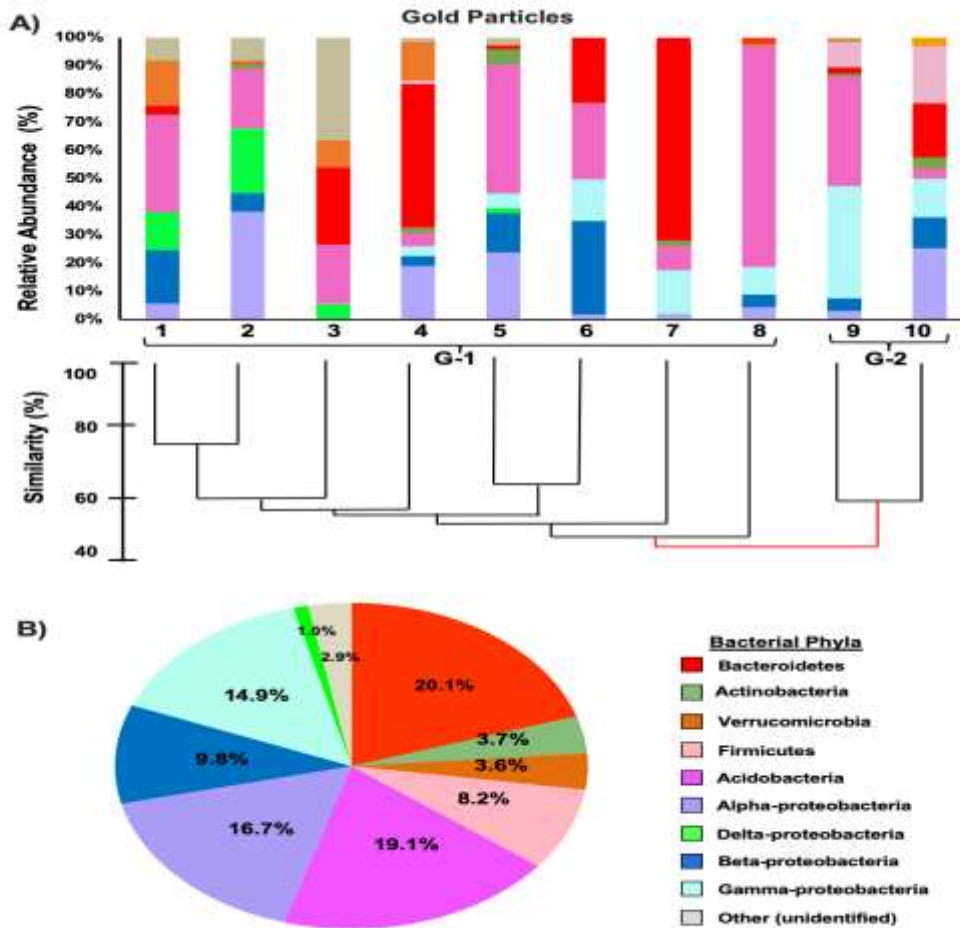 Gold Particles
A)
Relative Abundance (%)
100%
90%
80%
70%
60%
50%
40%
30%
20%
10%
0%
1 2 3 4 5 6 7 8 9 10
G-1 G-2
Similarity (%)
100
80
60
40
B)
20.1%
3.7%
3.6%
8.2%
19.1%
16.7%
9.8%
14.9%
1.0%
2.9%
Bacterial Phyla
Bacteroidetes
Actinobacteria
Verrucomicrobia
Firmicutes
Acidobacteria
Alpha-proteobacteria
Delta-proteobacteria
Beta-proteobacteria
Gamma-proteobacteria
Other (unidentified)